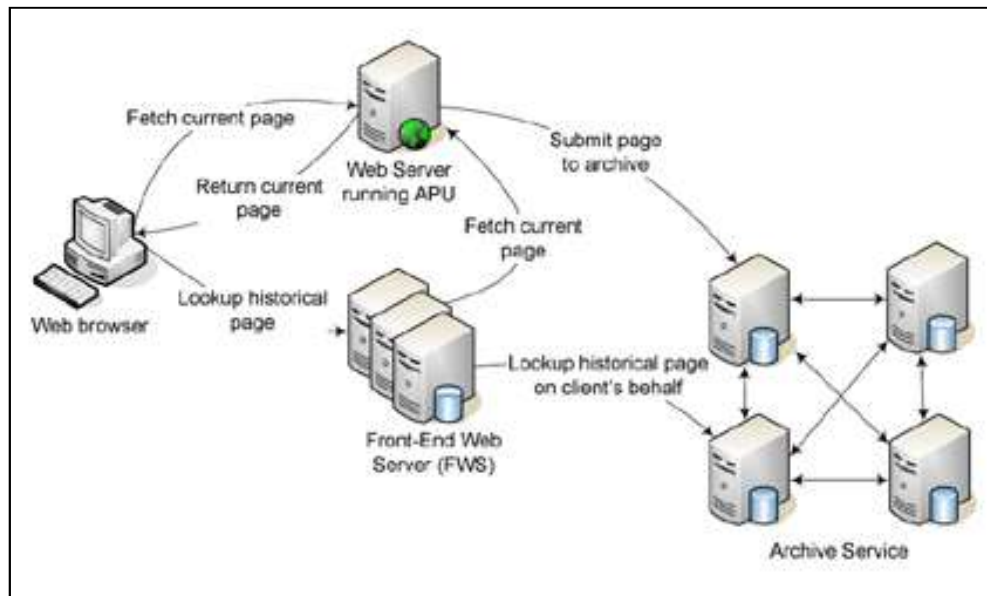 Fetch current page
Web Server
running APU
Submit page
to archive
Return current
page
Fetch current
page
Web browser
Lookup historical
page
Front-End Web
Server (FWS)
Lookup historical page
on client's behalf
Archive Service